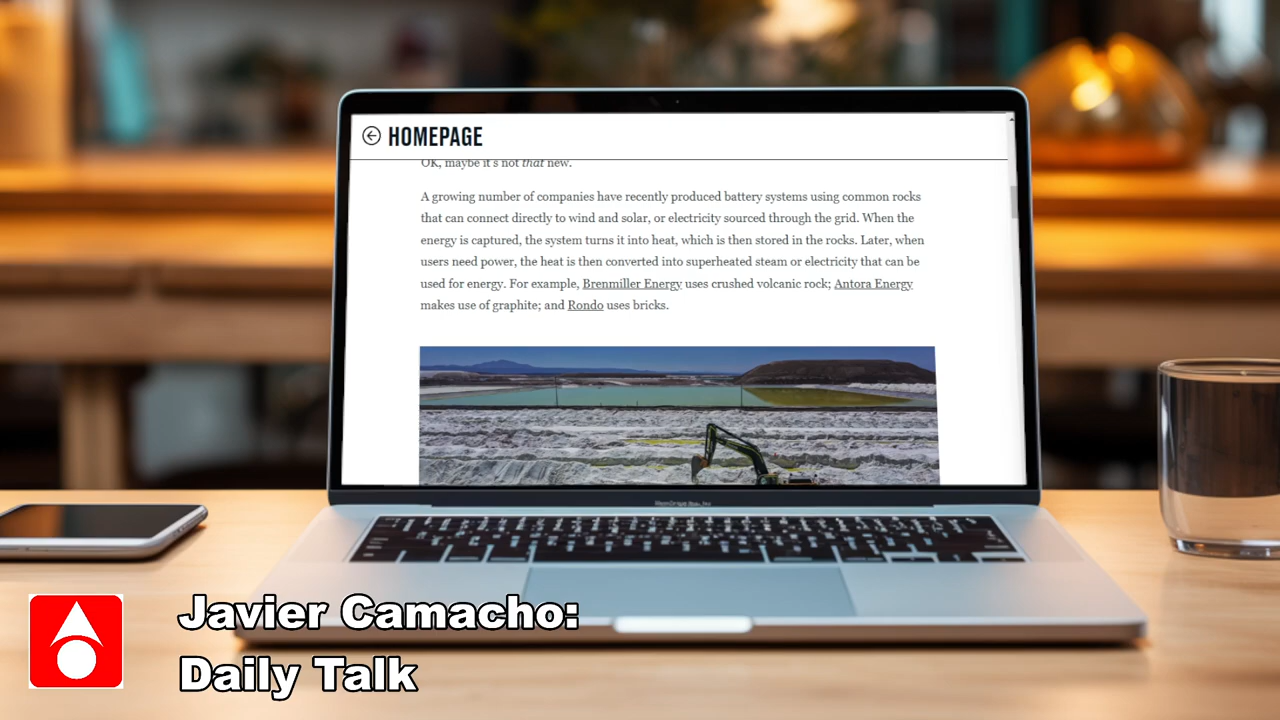 HOMEPAGE
OK, maybe it's not that new.
A growing number of companies have recently produced battery systems using common rocks
that can connect directly to wind and solar, or electricity sourced through the grid. When the
energy is captured, the system turns it into heat, which is then stored in the rocks. Later, when
users need power, the heat is then converted into superheated steam or electricity that can be
used for energy. For example, Brenmiller Energy uses crushed volcanic rock; Antora Energy
makes use of graphite; and Rondo uses bricks.
Javier Camacho:
Daily Talk